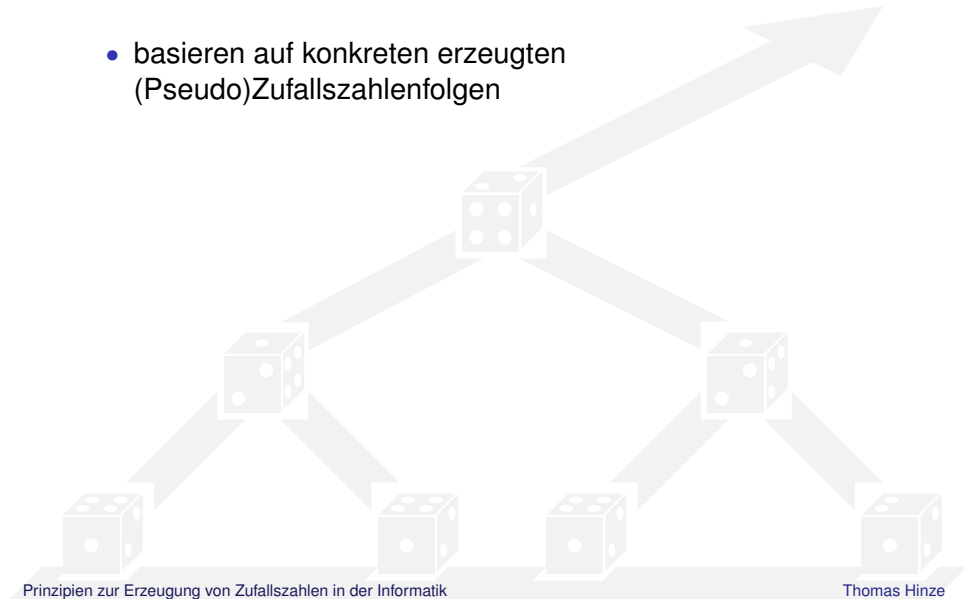 • basieren auf konkreten erzeugten
(Pseudo)Zufallszahlenfolgen
Prinzipien zur Erzeugung von Zufallszahlen in der Informatik
Thomas Hinze